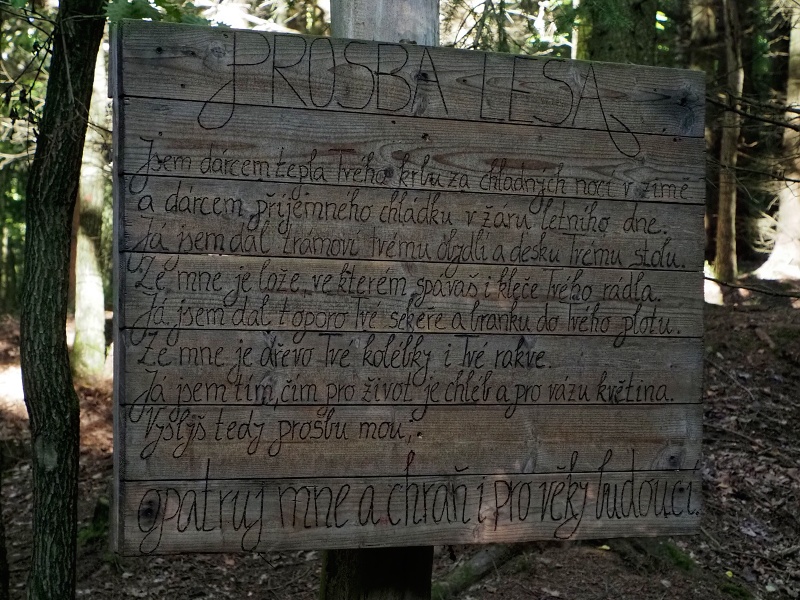 PROSBA LESA
Jsem dárcem tepla Tvého krbu za chladných nocí v zimě
a dárcem příjemného chládku v žáru letního dne.
Já jsem dal trámoví Tvému obydlí a desku Tvému stolu.
Ze mne je lože, ve kterém spáváš i kleče Tvého rádla.
Já jsem dal toporo Tvé sekeře a branku do Tvého plotu.
Ze mne je dřevo Tvé kolébky i Tvé rakve.
Já jsem tím, čím pro život je chléb a pro vázu květina.
Vyslyš tedy prosbu mou,:
opatruj mne a chraň i pro věky budoucí.